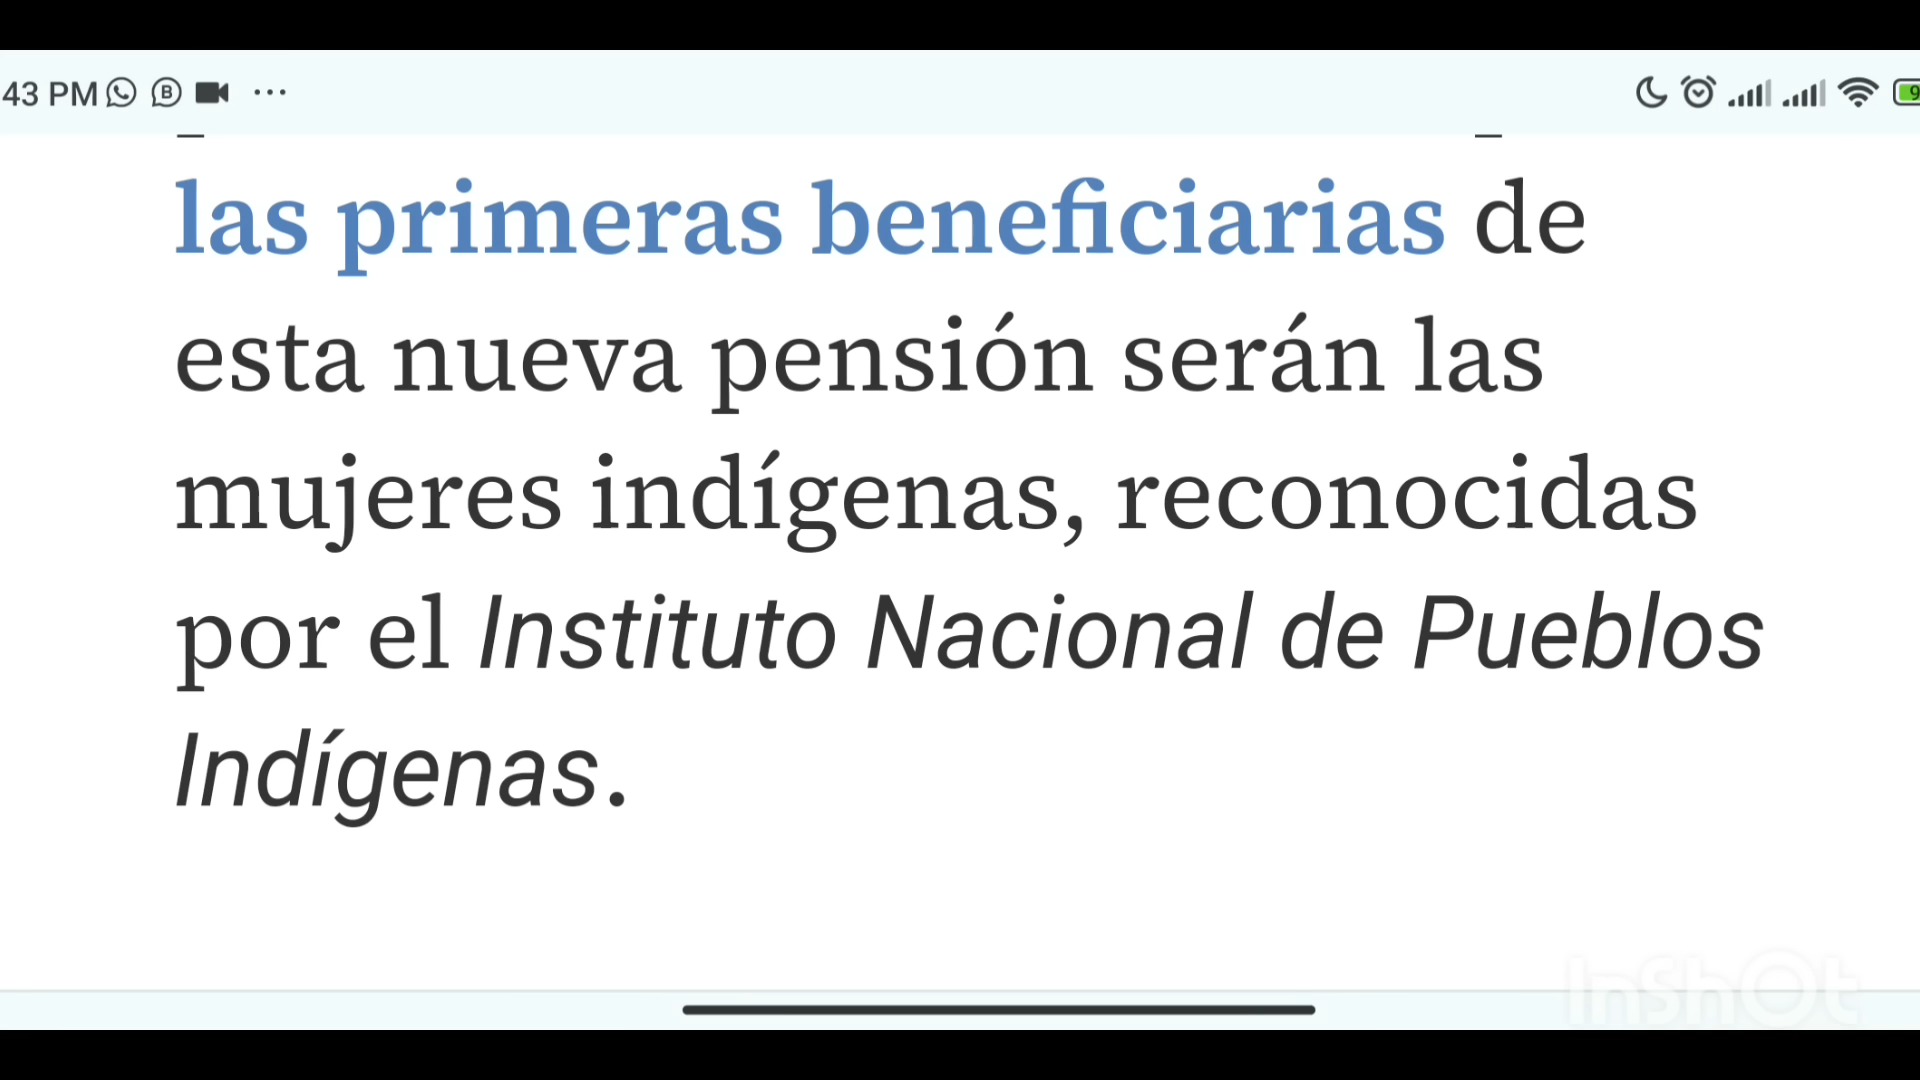 43 PM
las primeras beneficiarias de
esta nueva pensión serán las
mujeres indígenas, reconocidas
por el Instituto Nacional de Pueblos
Indígenas.
InShOt